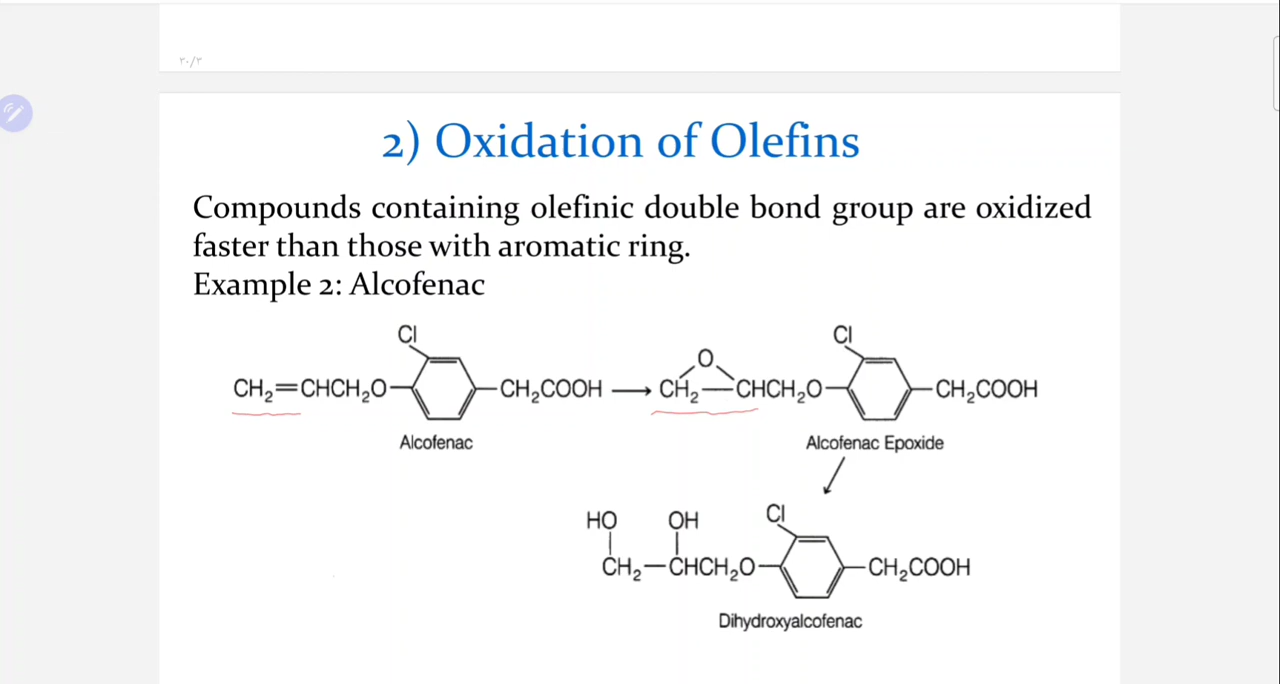 ٣٠/٣
2) Oxidation of Olefins
Compounds containing olefinic double bond group are oxidized
faster than those with aromatic ring.
Example 2: Alcofenac
Cl
O
Cl
CH₂=CHCH₂O
CH₂COOH
CH₂—CHCH₂O
CH₂COOH
Alcofenac
Alcofenac Epoxide
HO
OH
Cl
CH₂—CHCH₂O
CH₂COOH
Dihydroxyalcofenac